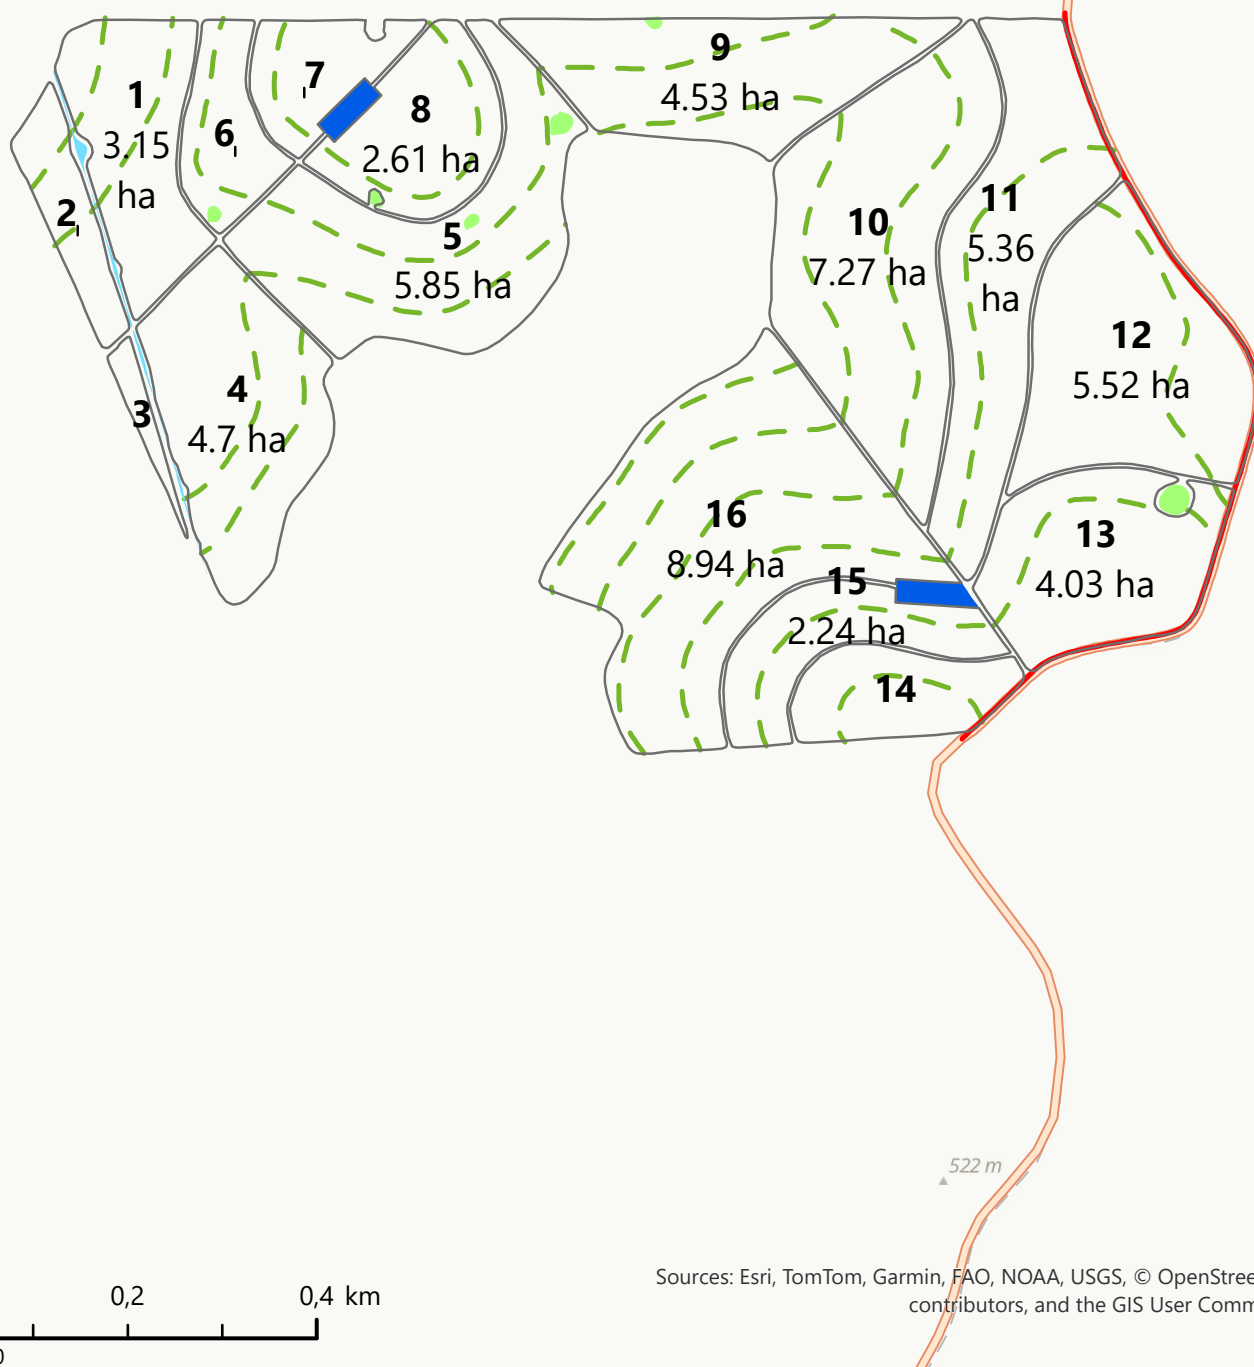 1
3.15
ha
2
3
4
4.7 ha
5
5.85 ha
6
7
8
2.61 ha
9
4.53 ha
10
7.27 ha
11
5.36
ha
12
5.52 ha
13
4.03 ha
14
15
2.24 ha
16
8.94 ha
522 m
0,2
0,4 km
0
Sources: Esri, TomTom, Garmin, FAO, NOAA, USGS, © OpenStree
contributors, and the GIS User Comm